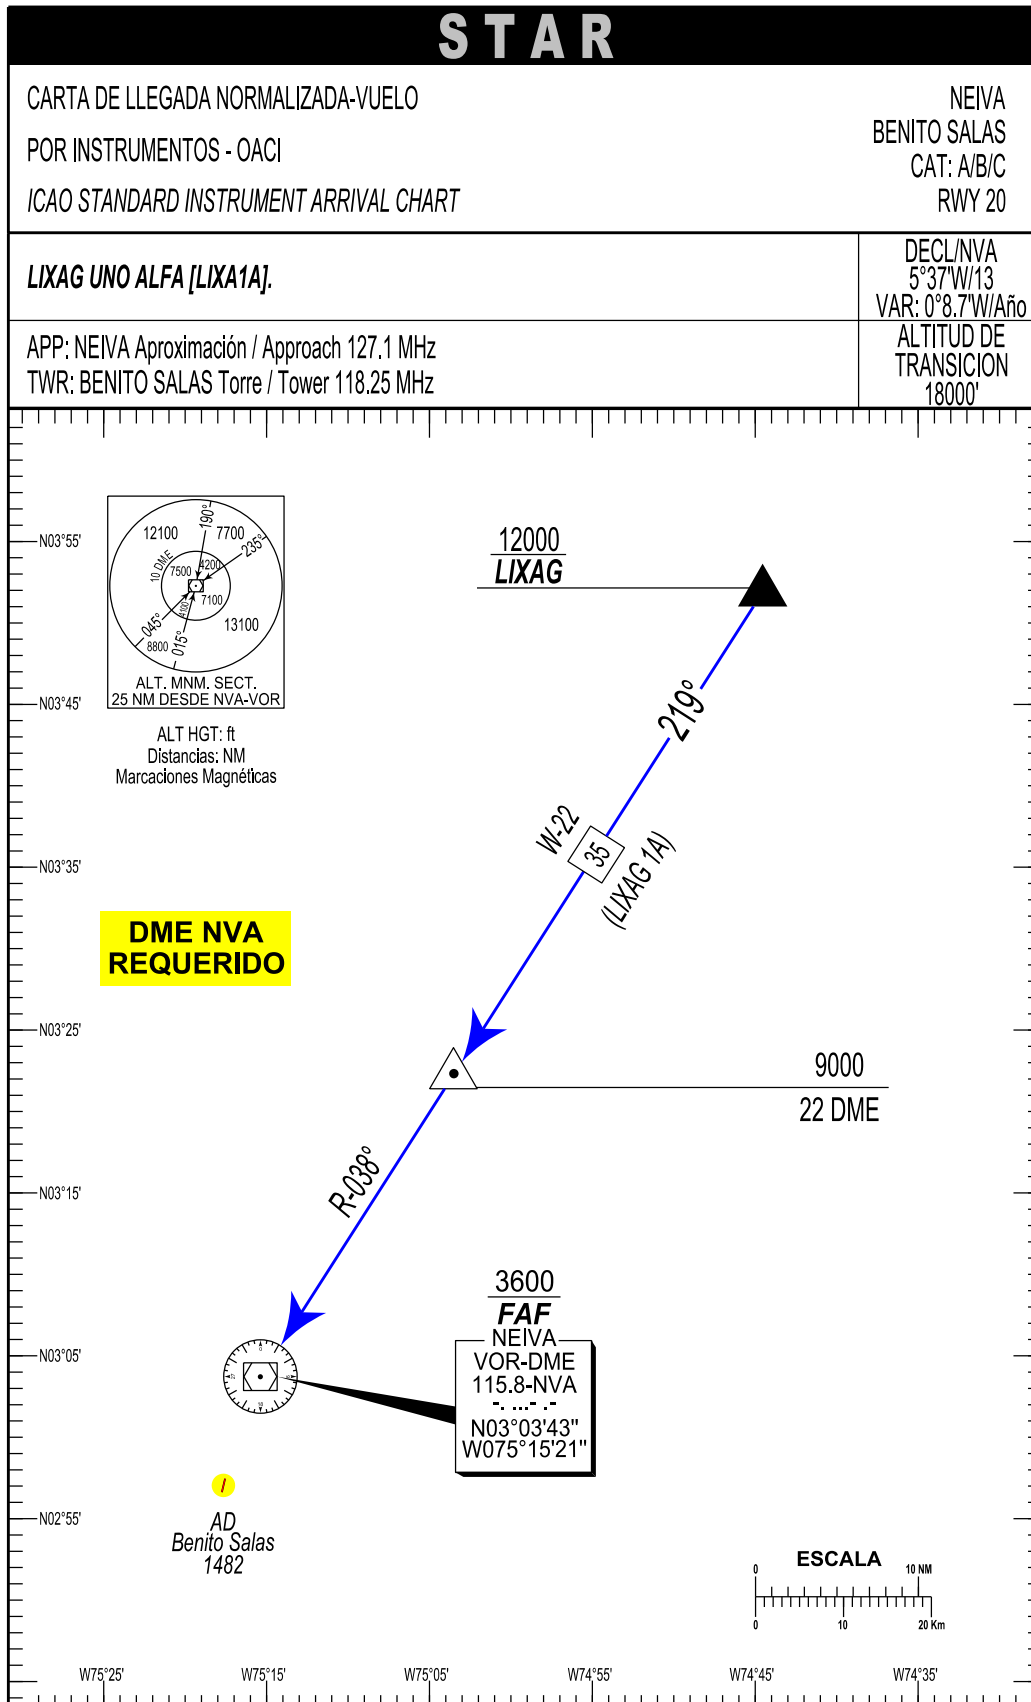 STAR
CARTA DE LLEGADA NORMALIZADA-VUELO
POR INSTRUMENTOS - OACI
ICAO STANDARD INSTRUMENT ARRIVAL CHART
NEIVA
BENITO SALAS
CAT: A/B/C
RWY 20
LIXAG UNO ALFA [LIXA1A].
DECL/NVA
5°37'W/13
VAR: 0°8.7'W/Año
APP: NEIVA Aproximación / Approach 127.1 MHz
TWR: BENITO SALAS Torre / Tower 118.25 MHz
ALTITUD DE
TRANSICION
18000'
N03°55'
N03°45'
N03°35'
N03°25'
N03°15'
N03°05'
N02°55'
12100
190°
7700
235°
10 DME
7500
4200
4100
7100
045°
8800
015°
13100
ALT. MNM. SECT.
25 NM DESDE NVA-VOR
ALT HGT: ft
Distancias: NM
Marcaciones Magnéticas
12000
LIXAG
219°
W-22
35
(LIXAG 1A)
DME NVA
REQUERIDO
9000
22 DME
R-038°
3600
FAF
NEIVA
VOR-DME
115.8-NVA
-. ...- .-
N03°03'43"
W075°15'21"
AD
Benito Salas
1482
ESCALA
0 10 NM
0 10 20 Km
W75°25' W75°15' W75°05' W74°55' W74°45' W74°35'